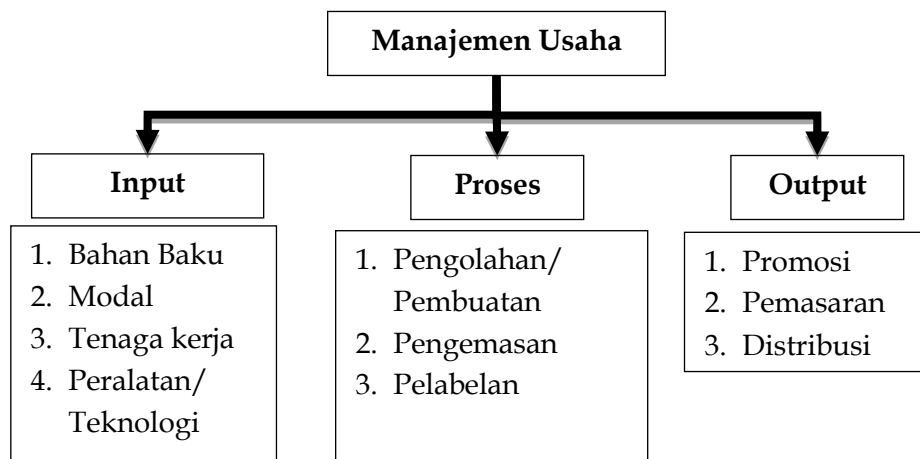 Manajemen Usaha
Input
1. Bahan Baku
2. Modal
3. Tenaga kerja
4. Peralatan/
Teknologi
Proses
1. Pengolahan/
Pembuatan
2. Pengemasan
3. Pelabelan
Output
1. Promosi
2. Pemasaran
3. Distribusi